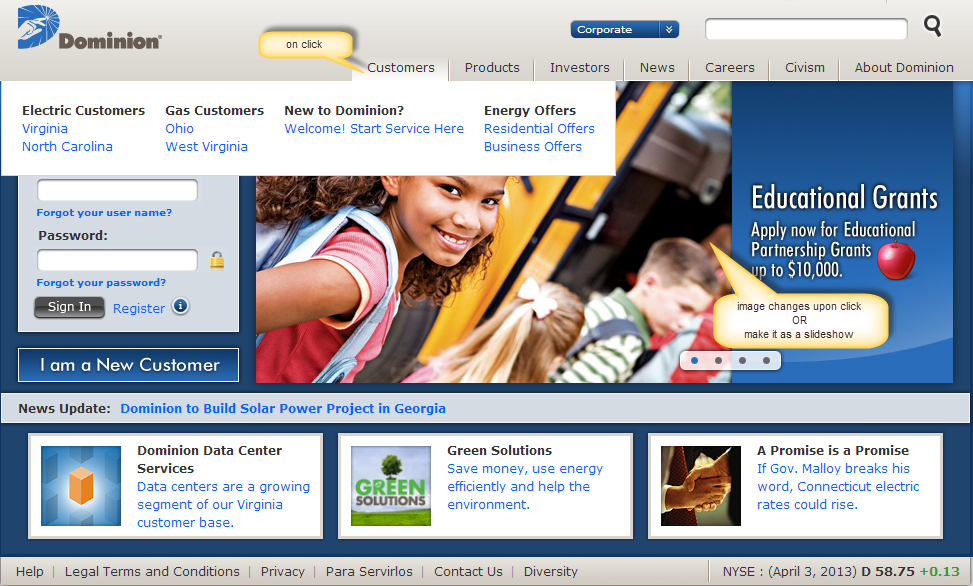 Dominion®
on click
Corporate
Customers
Products
Investors
News
Careers
Civism
About Dominion
Electric Customers
Virginia
North Carolina
Gas Customers
Ohio
West Virginia
New to Dominion?
Welcome! Start Service Here
Energy Offers
Residential Offers
Business Offers
Forgot your user name?
Password:
Forgot your password?
Sign In
Register
i
I am a New Customer
Educational Grants
Apply now for Educational
Partnership Grants
up to $10,000.
image changes upon click
OR
make it as a slideshow
News Update: Dominion to Build Solar Power Project in Georgia
Dominion Data Center
Services
Data centers are a growing
segment of our Virginia
customer base.
GREEN
SOLUTIONS
Green Solutions
Save money, use energy
efficiently and help the
environment.
A Promise is a Promise
If Gov. Malloy breaks his
word, Connecticut electric
rates could rise.
Help | Legal Terms and Conditions | Privacy | Para Servirlos | Contact Us | Diversity
NYSE : (April 3, 2013) D 58.75 +0.13